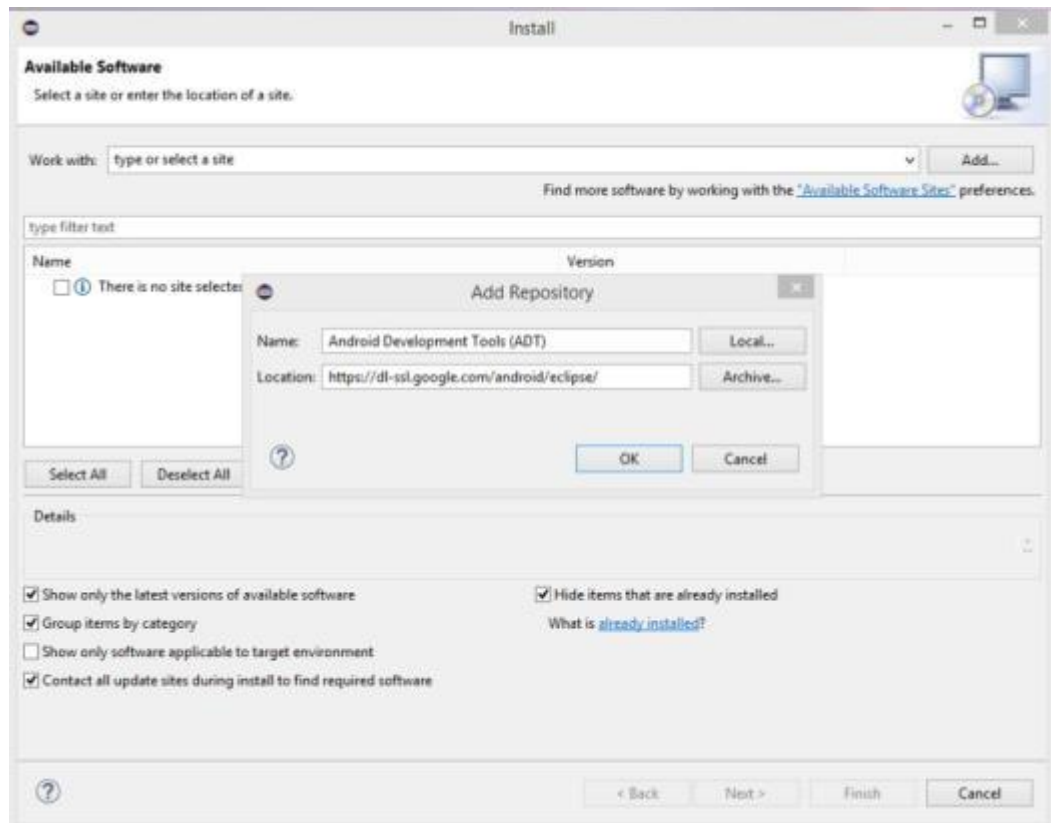 Install
Available Software
Select a site or enter the location of a site.
Work with: type or select a site Add...
Find more software by working with the "Available Software Sites" preferences.
type filter text
Name Version
There is no site selected
Add Repository
Name: Android Development Tools (ADT) Local...
Location: https://dl-ssl.google.com/android/eclipse/ Archive...
OK Cancel
Select All Deselect All
Details
Show only the latest versions of available software Hide items that are already installed
Group items by category What is already installed?
Show only software applicable to target environment
Contact all update sites during install to find required software
< Back Next > Finish Cancel